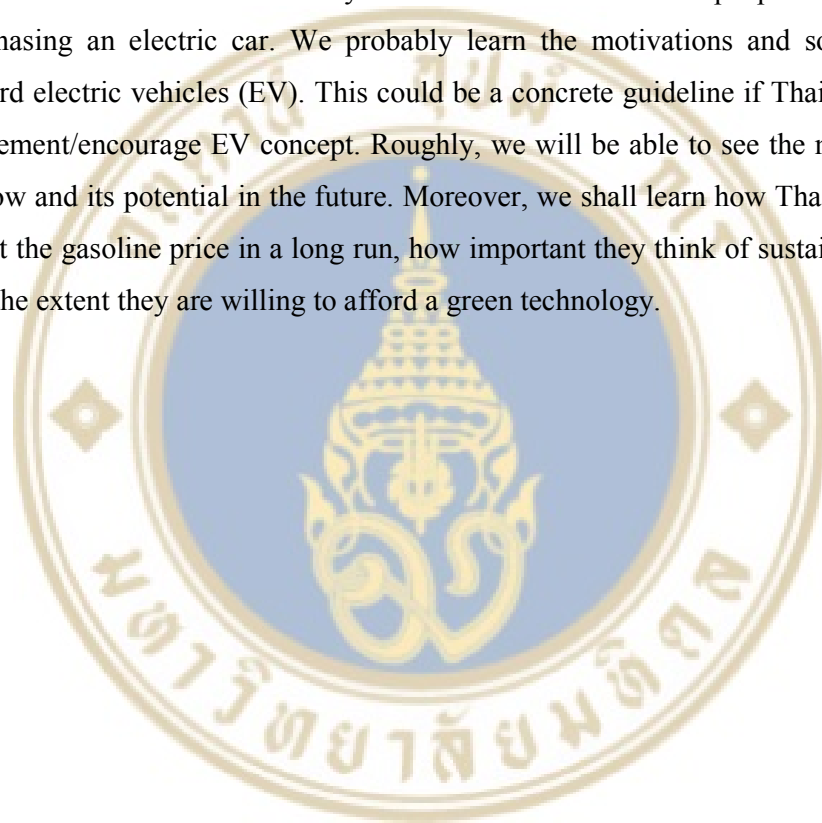 hasing an electric car. We probably learn the motivations and so
rd electric vehicles (EV). This could be a concrete guideline if Thai
ement/encourage EV concept. Roughly, we will be able to see the
ow and its potential in the future. Moreover, we shall learn how Tha
t the gasoline price in a long run, how important they think of sustai
he extent they are willing to afford a green technology.
มหาวิทยาลัยมหิดล